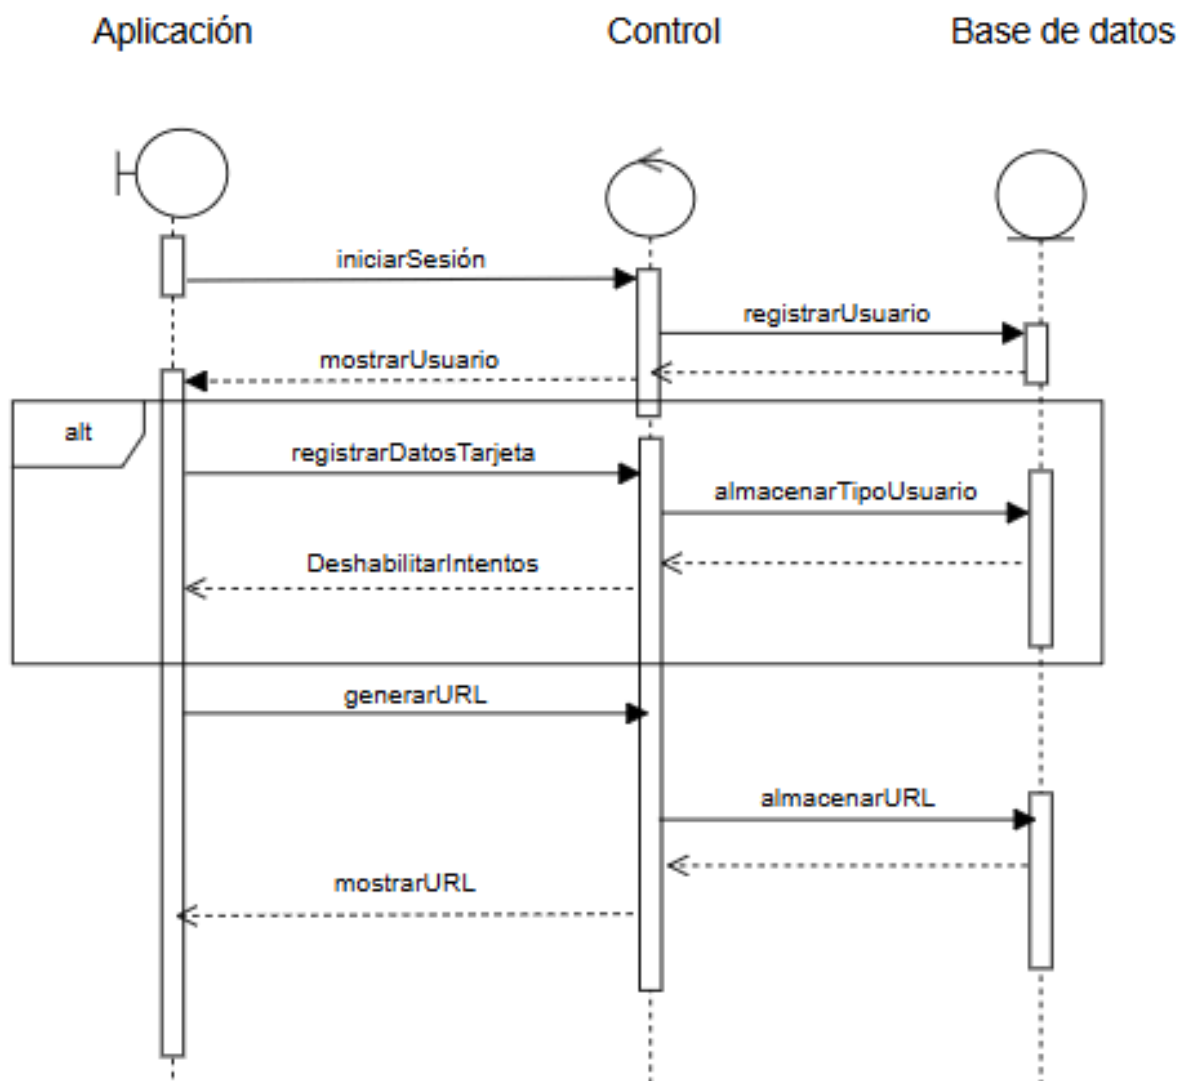 Aplicación
Control
Base de datos
iniciarSesión
registrarUsuario
mostrarUsuario
alt
registrarDatosTarjeta
almacenarTipoUsuario
DeshabilitarIntentos
generarURL
almacenarURL
mostrarURL